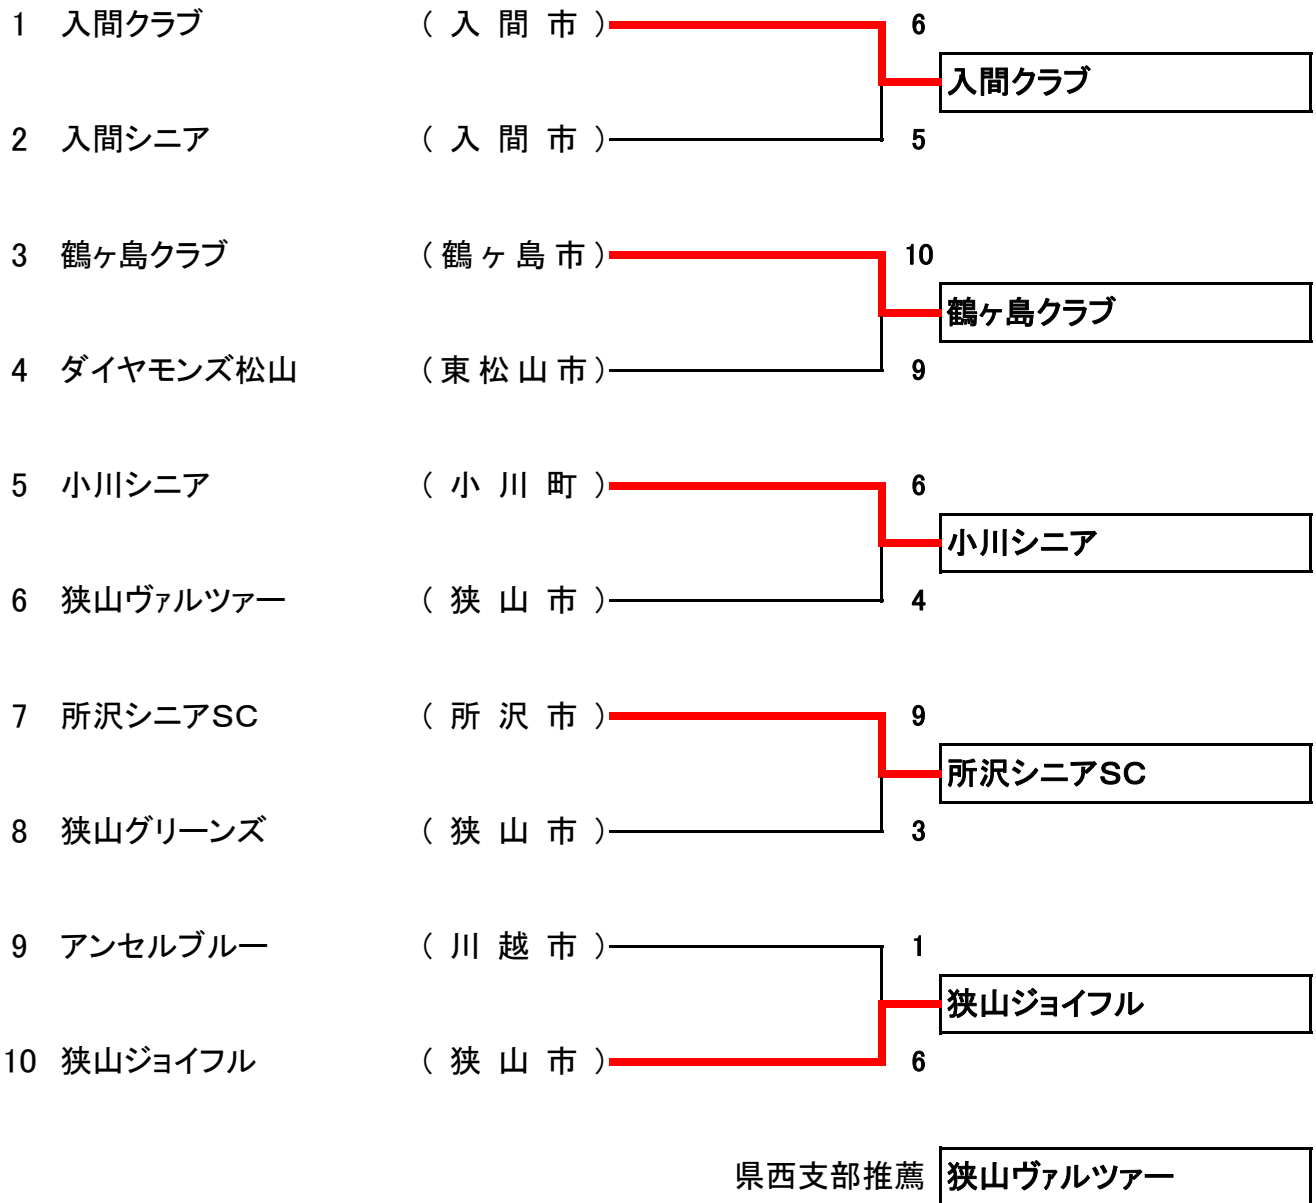 1 入間クラブ ( 入 間 市 ) 6
入間クラブ
2 入間シニア ( 入 間 市 ) 5
3 鶴ヶ島クラブ ( 鶴 ヶ 島 市 ) 10
鶴ヶ島クラブ
4 ダイヤモンズ松山 ( 東 松 山 市 ) 9
5 小川シニア ( 小 川 町 ) 6
小川シニア
6 狭山ヴァルツァー ( 狭 山 市 ) 4
7 所沢シニアSC ( 所 沢 市 ) 9
所沢シニアSC
8 狭山グリーンズ ( 狭 山 市 ) 3
9 アンセルブルー ( 川 越 市 ) 1
狭山ジョイフル
10 狭山ジョイフル ( 狭 山 市 ) 6
県西支部推薦 狭山ヴァルツァー